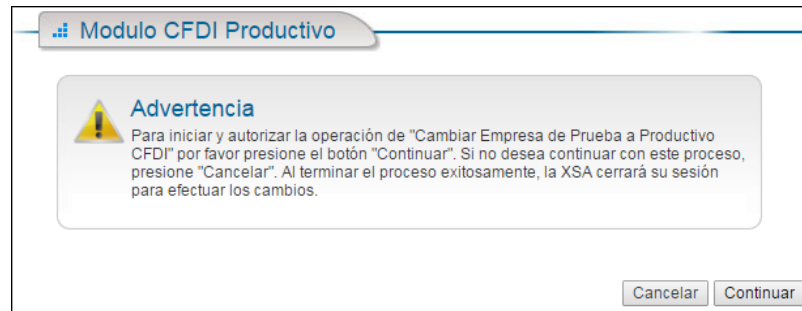 Modulo CFDI Productivo
Advertencia
Para iniciar y autorizar la operación de "Cambiar Empresa de Prueba a Productivo
CFDI" por favor presione el botón "Continuar". Si no desea continuar con este proceso,
presione "Cancelar". Al terminar el proceso exitosamente, la XSA cerrará su sesión
para efectuar los cambios.
Cancelar Continuar